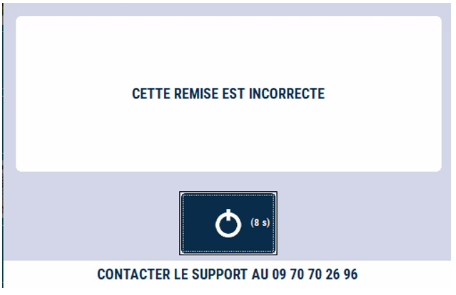 CETTE REMISE EST INCORRECTE
(8 s)
CONTACTER LE SUPPORT AU 09 70 70 26 96